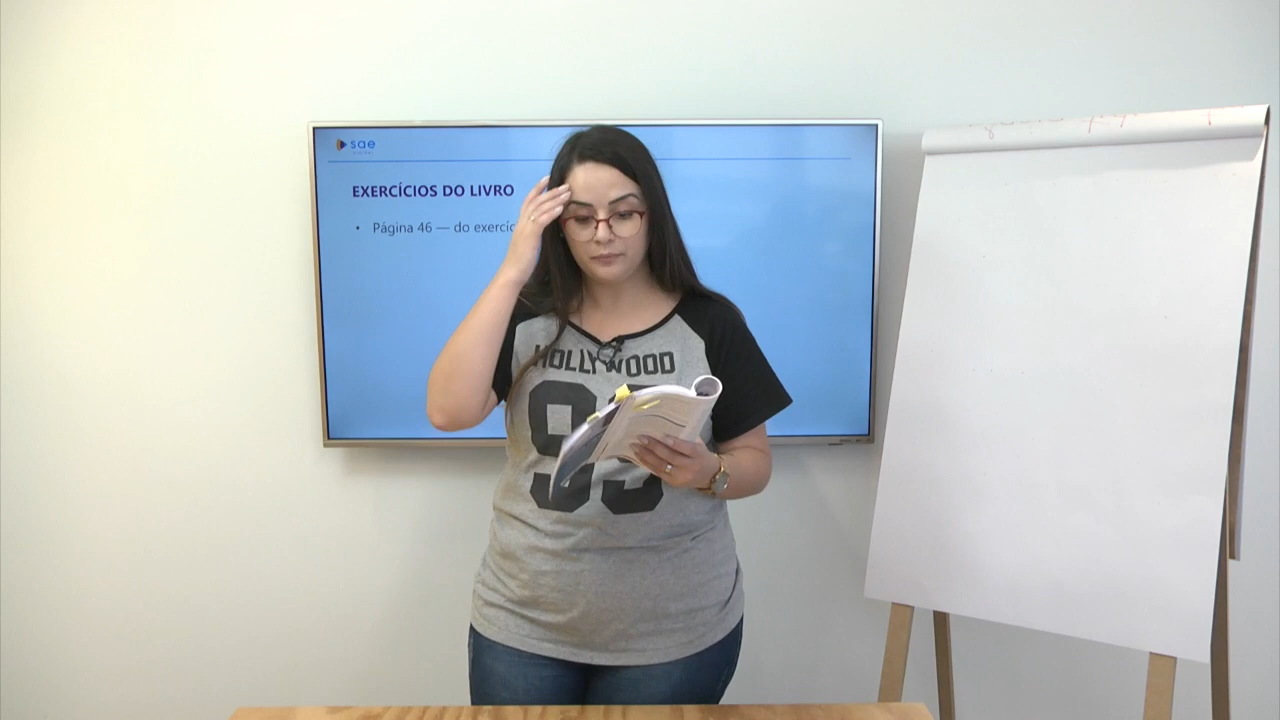 sae
EXERCÍCIOS DO LIVRO
• Página 46 — do exercíc
HOLLYWOOD
93